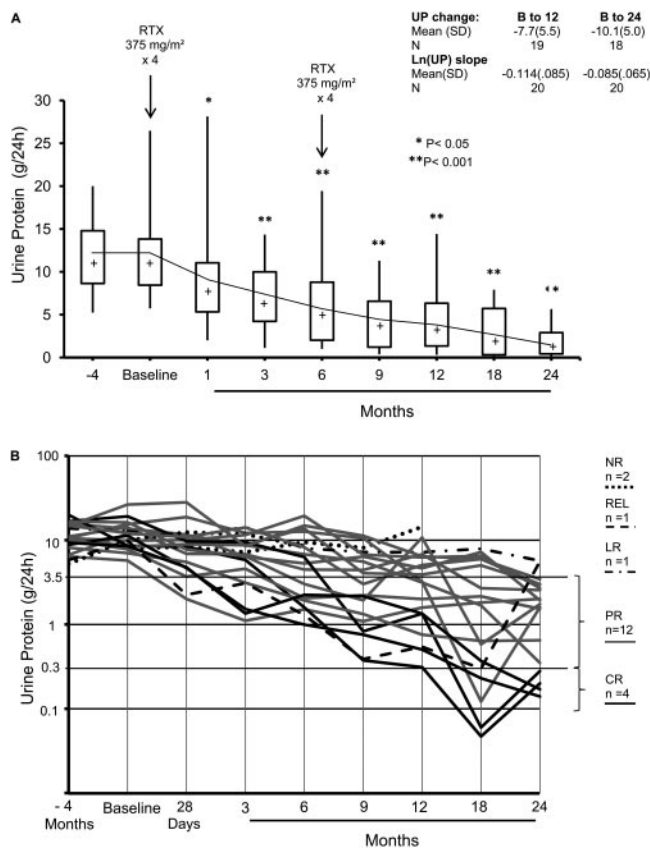 A
RTX
375 mg/m²
x 4
RTX
375 mg/m²
x 4
UP change: B to 12 B to 24
Mean (SD) -7.7(5.5) -10.1(5.0)
N 19 18
Ln(UP) slope
Mean(SD) -0.114(.085) -0.085(.065)
N 20 20
* P< 0.05
**P< 0.001
*
**
**
**
**
**
**
Urine Protein (g/24h)
30
25
20
15
10
5
0
-4 Baseline 1 3 6 9 12 18 24
Months
B
Urine Protein (g/24h)
100
10
3.5
1
0.3
0.1
- 4 Baseline 28 3 6 9 12 18 24
Months Days Months
NR
n =2
REL
n =1
LR
n =1
PR
n=12
CR
n =4